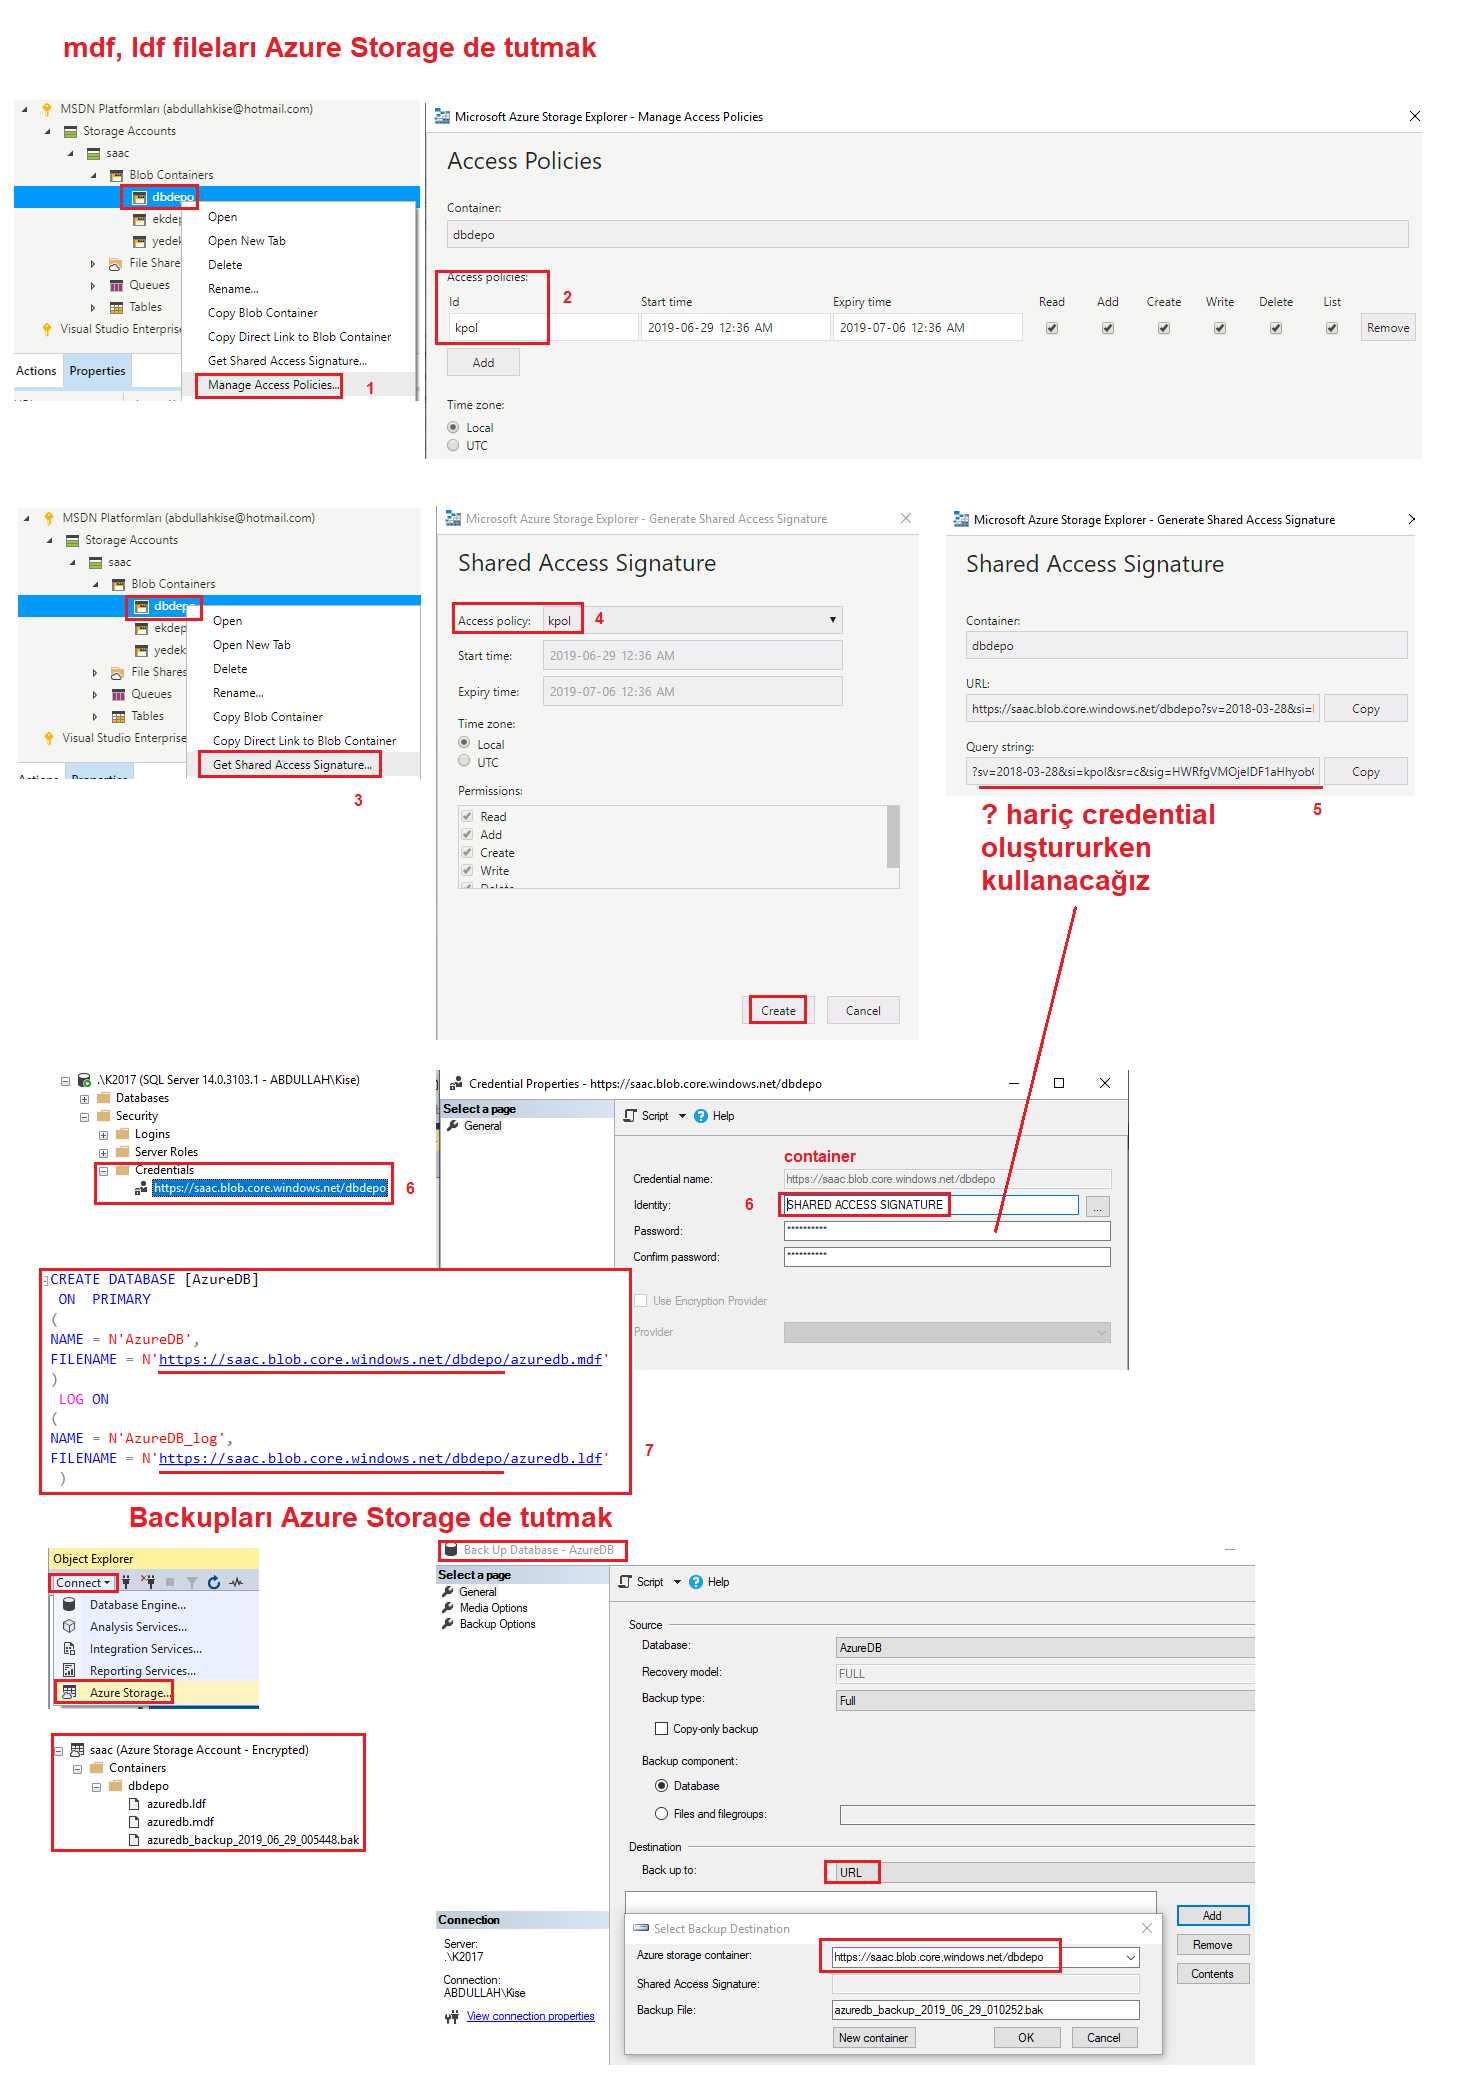 mdf, ldf fileları Azure Storage de tutmak
MSDN Platformları (abdullahkise@hotmail.com)
Storage Accounts
saac
Blob Containers
dbdepo
ekdep
yedek
File Share
Queues
Tables
Visual Studio Enterpris
Open
Open New Tab
Delete
Rename...
Copy Blob Container
Copy Direct Link to Blob Container
Get Shared Access Signature...
Manage Access Policies...
1
Actions
Properties
Microsoft Azure Storage Explorer - Manage Access Policies
Access Policies
Container:
dbdepo
Access policies:
2
Id
Start time
Expiry time
Read
Add
Create
Write
Delete
List
kpol
2019-06-29 12:36 AM
2019-07-06 12:36 AM
Remove
Add
Time zone:
Local
UTC
MSDN Platformları (abdullahkise@hotmail.com)
Storage Accounts
saac
Blob Containers
dbdep
ekdep
yedek
File Shares
Queues
Tables
Visual Studio Enterprise
Open
Open New Tab
Delete
Rename...
Copy Blob Container
Copy Direct Link to Blob Container
Get Shared Access Signature...
3
Actions
Properties
Microsoft Azure Storage Explorer - Generate Shared Access Signature
Shared Access Signature
Access policy:
kpol
4
Start time:
2019-06-29 12:36 AM
Expiry time:
2019-07-06 12:36 AM
Time zone:
Local
UTC
Permissions:
Read
Add
Create
Write
Delete
Create
Cancel
Microsoft Azure Storage Explorer - Generate Shared Access Signature
Shared Access Signature
Container:
dbdepo
URL:
https://saac.blob.core.windows.net/dbdepo?sv=2018-03-28&si=
Copy
Query string:
?sv=2018-03-28&si=kpol&sr=c&sig=HWRfgVMOjeIDF1aHhyob
Copy
5
? hariç credential
oluştururken
kullanacağız
.\K2017 (SQL Server 14.0.3103.1 - ABDULLAH\Kise)
Databases
Security
Logins
Server Roles
Credentials
https://saac.blob.core.windows.net/dbdepo
6
Credential Properties - https://saac.blob.core.windows.net/dbdepo
Select a page
General
Script
Help
container
Credential name:
https://saac.blob.core.windows.net/dbdepo
6
Identity:
SHARED ACCESS SIGNATURE
...
Password:
**********
Confirm password:
**********
Use Encryption Provider
Provider
CREATE DATABASE [AzureDB]
ON PRIMARY
(
NAME = N'AzureDB',
FILENAME = N'https://saac.blob.core.windows.net/dbdepo/azuredb.mdf'
)
LOG ON
(
NAME = N'AzureDB_log',
FILENAME = N'https://saac.blob.core.windows.net/dbdepo/azuredb.ldf'
)
7
Backupları Azure Storage de tutmak
Object Explorer
Connect
Database Engine...
Analysis Services...
Integration Services...
Reporting Services...
Azure Storage...
saac (Azure Storage Account - Encrypted)
Containers
dbdepo
azuredb.ldf
azuredb.mdf
azuredb_backup_2019_06_29_005448.bak
Back Up Database - AzureDB
Select a page
General
Media Options
Backup Options
Script
Help
Source
Database:
AzureDB
Recovery model:
FULL
Backup type:
Full
Copy-only backup
Backup component:
Database
Files and filegroups:
Destination
Back up to:
URL
Add
Remove
Contents
Connection
Server:
.\K2017
Connection:
ABDULLAH\Kise
View connection properties
Select Backup Destination
Azure storage container:
https://saac.blob.core.windows.net/dbdepo
Shared Access Signature:
Backup File:
azuredb_backup_2019_06_29_010252.bak
New container
OK
Cancel